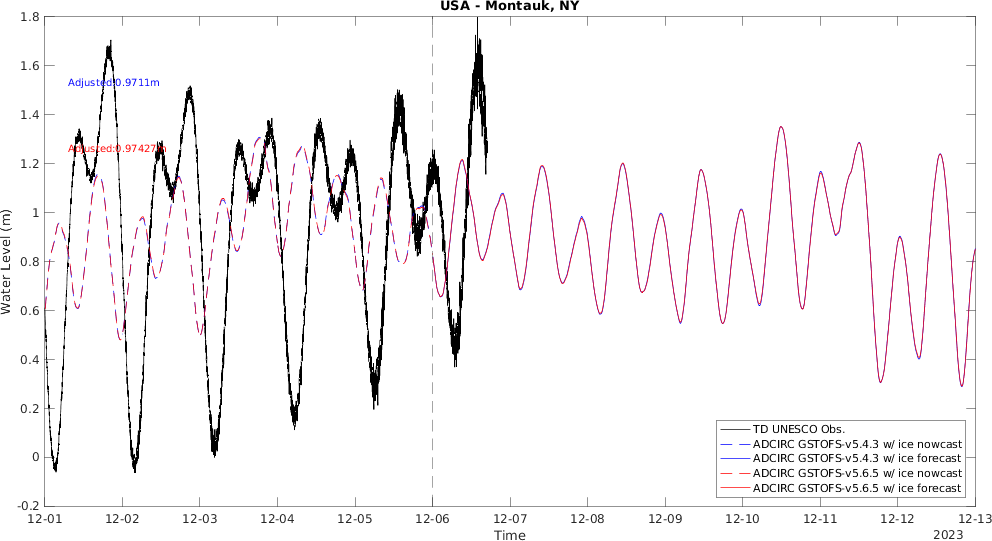 USA - Montauk, NY
1.8
1.6
1.4
1.2
1
0.8
0.6
0.4
0.2
0
-0.2
Water Level (m)
Adjusted:0.9711m
Adjusted:0.97427m
TD UNESCO Obs.
ADCIRC GSTOFS-v5.4.3 w/ ice nowcast
ADCIRC GSTOFS-v5.4.3 w/ ice forecast
ADCIRC GSTOFS-v5.6.5 w/ ice nowcast
ADCIRC GSTOFS-v5.6.5 w/ ice forecast
12-01 12-02 12-03 12-04 12-05 12-06 12-07 12-08 12-09 12-10 12-11 12-12 12-13
Time
2023